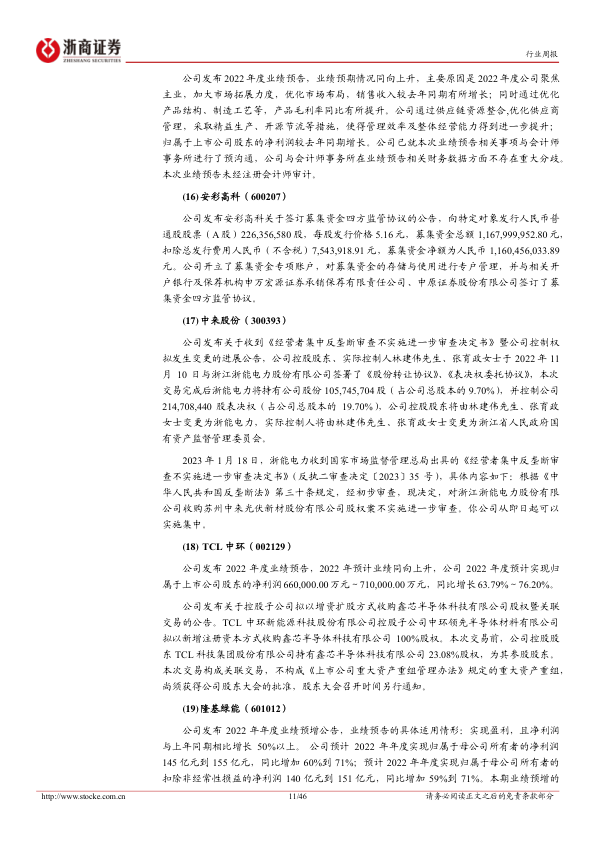 浙商证券
ZHESHANG SECURITIES
行业周报
公司发布 2022 年度业绩预告，业绩预期情况同向上升，主要原因是 2022 年度公司聚焦
主业，加大市场拓展力度，优化市场布局，销售收入较去年同期有所增长；同时通过优化
产品结构、制造工艺等，产品毛利率同比有所提升。公司通过供应链资源整合,优化供应商
管理，采取精益生产、开源节流等措施，使得管理效率及整体经营能力得到进一步提升；
归属于上市公司股东的净利润较去年同期增长。公司已就本次业绩预告相关事项与会计师
事务所进行了预沟通，公司与会计师事务所在业绩预告相关财务数据方面不存在重大分歧。
本次业绩预告未经注册会计师审计。
(16) 安彩高科（600207）
公司发布安彩高科关于签订募集资金四方监管协议的公告，向特定对象发行人民币普
通股股票（A 股）226,356,580 股，每股发行价格 5.16 元，募集资金总额 1,167,999,952.80 元，
扣除总发行费用人民币（不含税）7,543,918.91 元，募集资金净额为人民币 1,160,456,033.89
元。公司开立了募集资金专项账户，对募集资金的存储与使用进行专户管理，并与相关开
户银行及保荐机构申万宏源证券承销保荐有限责任公司、中原证券股份有限公司签订了募
集资金四方监管协议。
(17) 中来股份（300393）
公司发布关于收到《经营者集中反垄断审查不实施进一步审查决定书》暨公司控制权
拟发生变更的进展公告，公司控股股东、实际控制人林建伟先生、张育政女士于 2022 年 11
月 10 日与浙江浙能电力股份有限公司签署了《股份转让协议》、《表决权委托协议》，本次
交易完成后浙能电力将持有公司股份 105,745,704 股（占公司总股本的 9.70%），并控制公司
214,708,440 股表决权（占公司总股本的 19.70%），公司控股股东将由林建伟先生、张育政
女士变更为浙能电力，实际控制人将由林建伟先生、张育政女士变更为浙江省人民政府国
有资产监督管理委员会。
2023 年 1 月 18 日，浙能电力收到国家市场监督管理总局出具的《经营者集中反垄断审
查不实施进一步审查决定书》（反执二审查决定〔2023〕35 号），具体内容如下：根据《中
华人民共和国反垄断法》第三十条规定，经初步审查，现决定，对浙江浙能电力股份有限
公司收购苏州中来光伏新材股份有限公司股权案不实施进一步审查。你公司从即日起可以
实施集中。
(18) TCL 中环（002129）
公司发布 2022 年度业绩预告，2022 年预计业绩同向上升，公司 2022 年度预计实现归
属于上市公司股东的净利润 660,000.00 万元～710,000.00 万元，同比增长 63.79%～76.20%。
公司发布关于控股子公司拟以增资扩股方式收购鑫芯半导体科技有限公司股权暨关联
交易的公告。TCL 中环新能源科技股份有限公司控股子公司中环领先半导体材料有限公司
拟以新增注册资本方式收购鑫芯半导体科技有限公司 100%股权。本次交易前，公司控股股
东 TCL 科技集团股份有限公司持有鑫芯半导体科技有限公司 23.08%股权，为其参股股东。
本次交易构成关联交易，不构成《上市公司重大资产重组管理办法》规定的重大资产重组，
尚须获得公司股东大会的批准，股东大会召开时间另行通知。
(19) 隆基绿能（601012）
公司发布 2022 年年度业绩预增公告，业绩预告的具体适用情形：实现盈利，且净利润
与上年同期相比增长 50%以上。 公司预计 2022 年年度实现归属于母公司所有者的净利润
145 亿元到 155 亿元，同比增加 60%到 71%；预计 2022 年年度实现归属于母公司所有者的
扣除非经常性损益的净利润 140 亿元到 151 亿元，同比增加 59%到 71%。本期业绩预增的
http://www.stocke.com.cn
11/46
请务必阅读正文之后的免责条款部分